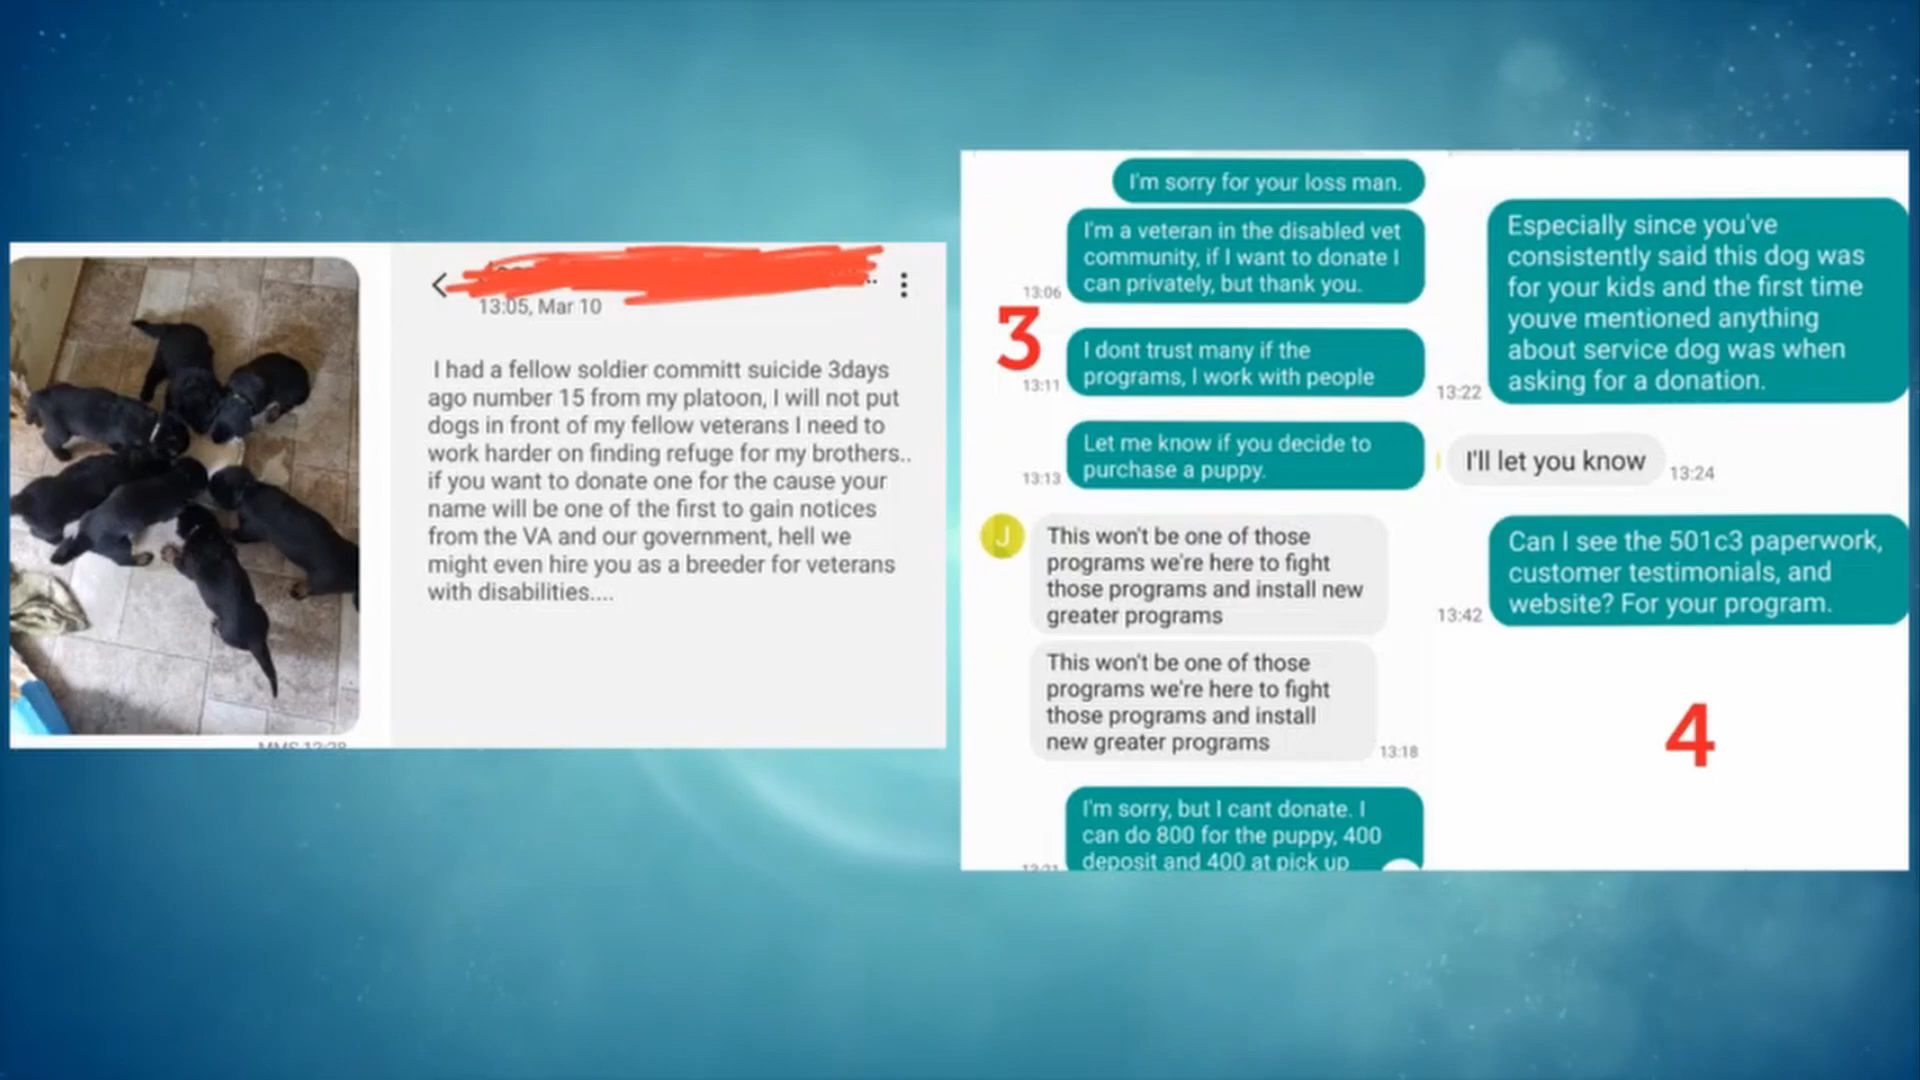 13:05, Mar 10
I had a fellow soldier committ suicide 3days
ago number 15 from my platoon, I will not put
dogs in front of my fellow veterans I need to
work harder on finding refuge for my brothers..
if you want to donate one for the cause your
name will be one of the first to gain notices
from the VA and our government, hell we
might even hire you as a breeder for veterans
with disabilities....
I'm sorry for your loss man.
I'm a veteran in the disabled vet
community, if I want to donate I
can privately, but thank you.
13:06
3
I dont trust many if the
programs, I work with people
13:11
Let me know if you decide to
purchase a puppy.
13:13
J
This won't be one of those
programs we're here to fight
those programs and install new
greater programs
This won't be one of those
programs we're here to fight
those programs and install
new greater programs
13:18
I'm sorry, but I cant donate. I
can do 800 for the puppy, 400
deposit and 400 at pick up
Especially since you've
consistently said this dog was
for your kids and the first time
youve mentioned anything
about service dog was when
asking for a donation.
13:22
I'll let you know
13:24
Can I see the 501c3 paperwork,
customer testimonials, and
website? For your program.
13:42
4